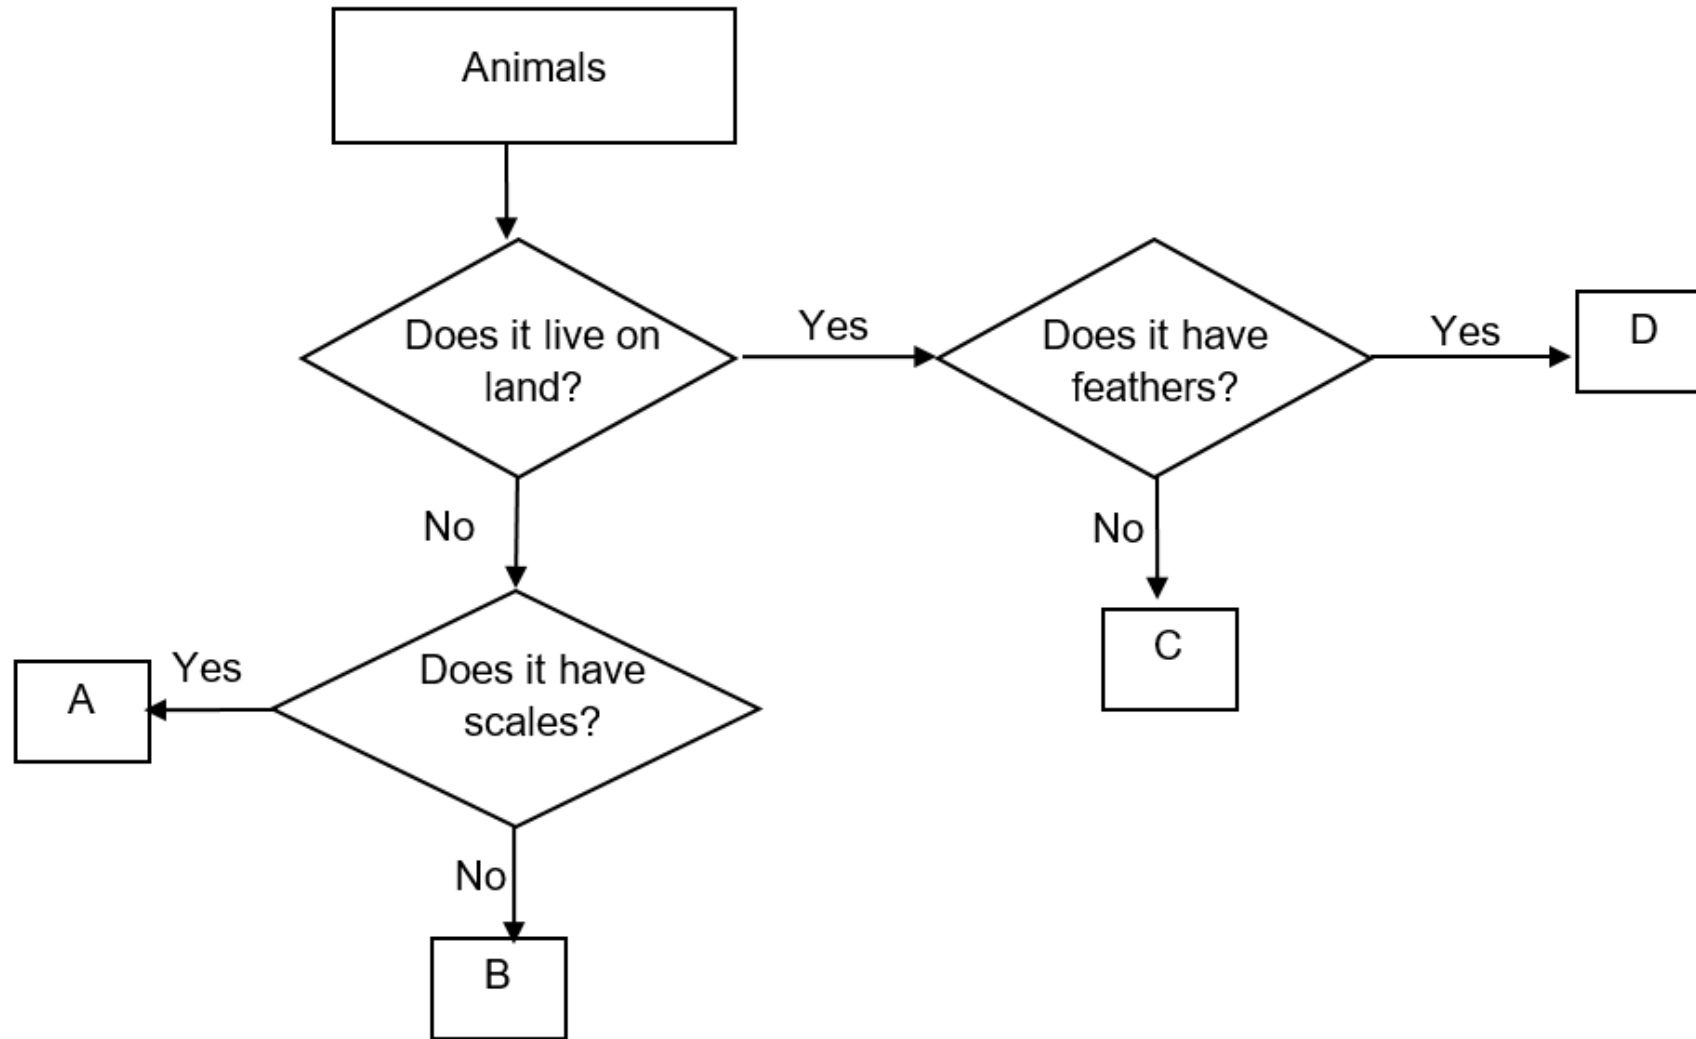 Animals
Does it live on
land?
Yes
Does it have
feathers?
Yes
D
No
No
C
Does it have
scales?
Yes
A
No
B